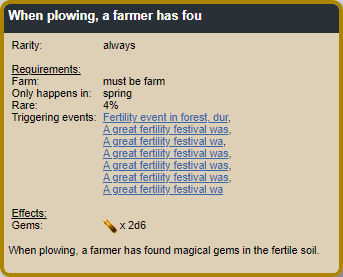 When plowing, a farmer has fou
Rarity: always
Requirements:
Farm: must be farm
Only happens in: spring
Rare: 4%
Triggering events: Fertility event in forest, dur,
A great fertility festival was,
A great fertility festival wa,
A great fertility festival was,
A great fertility festival was,
A great fertility festival was,
A great fertility festival wa
Effects:
Gems: x 2d6
When plowing, a farmer has found magical gems in the fertile soil.